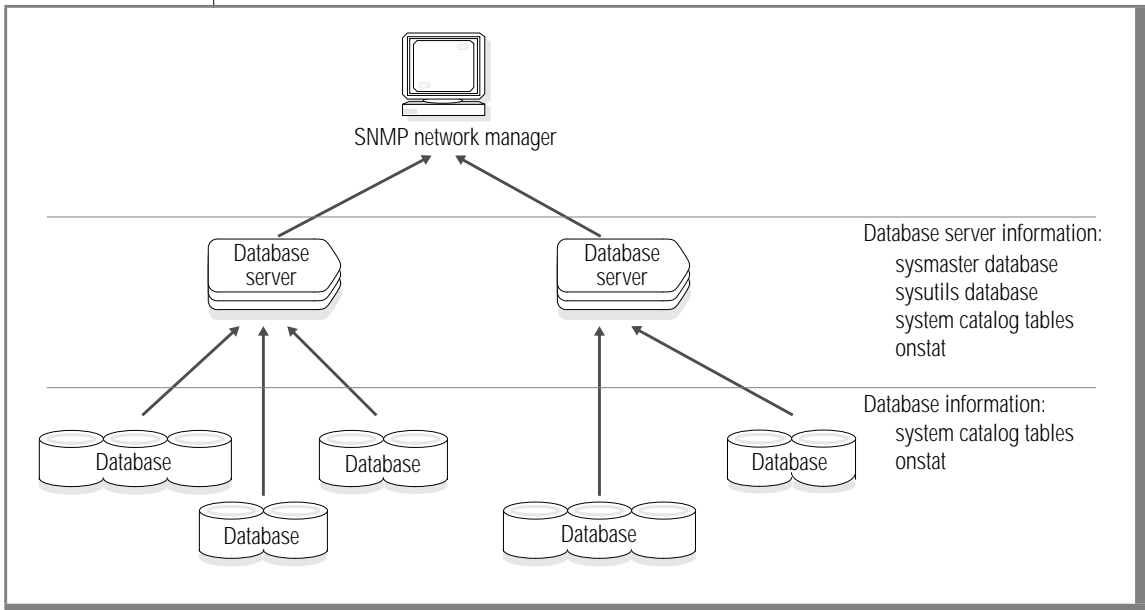 SNMP network manager
Database
server
Database
server
Database server information:
sysmaster database
sysutils database
system catalog tables
onstat
Database information:
system catalog tables
onstat
Database
Database
Database
Database
Database